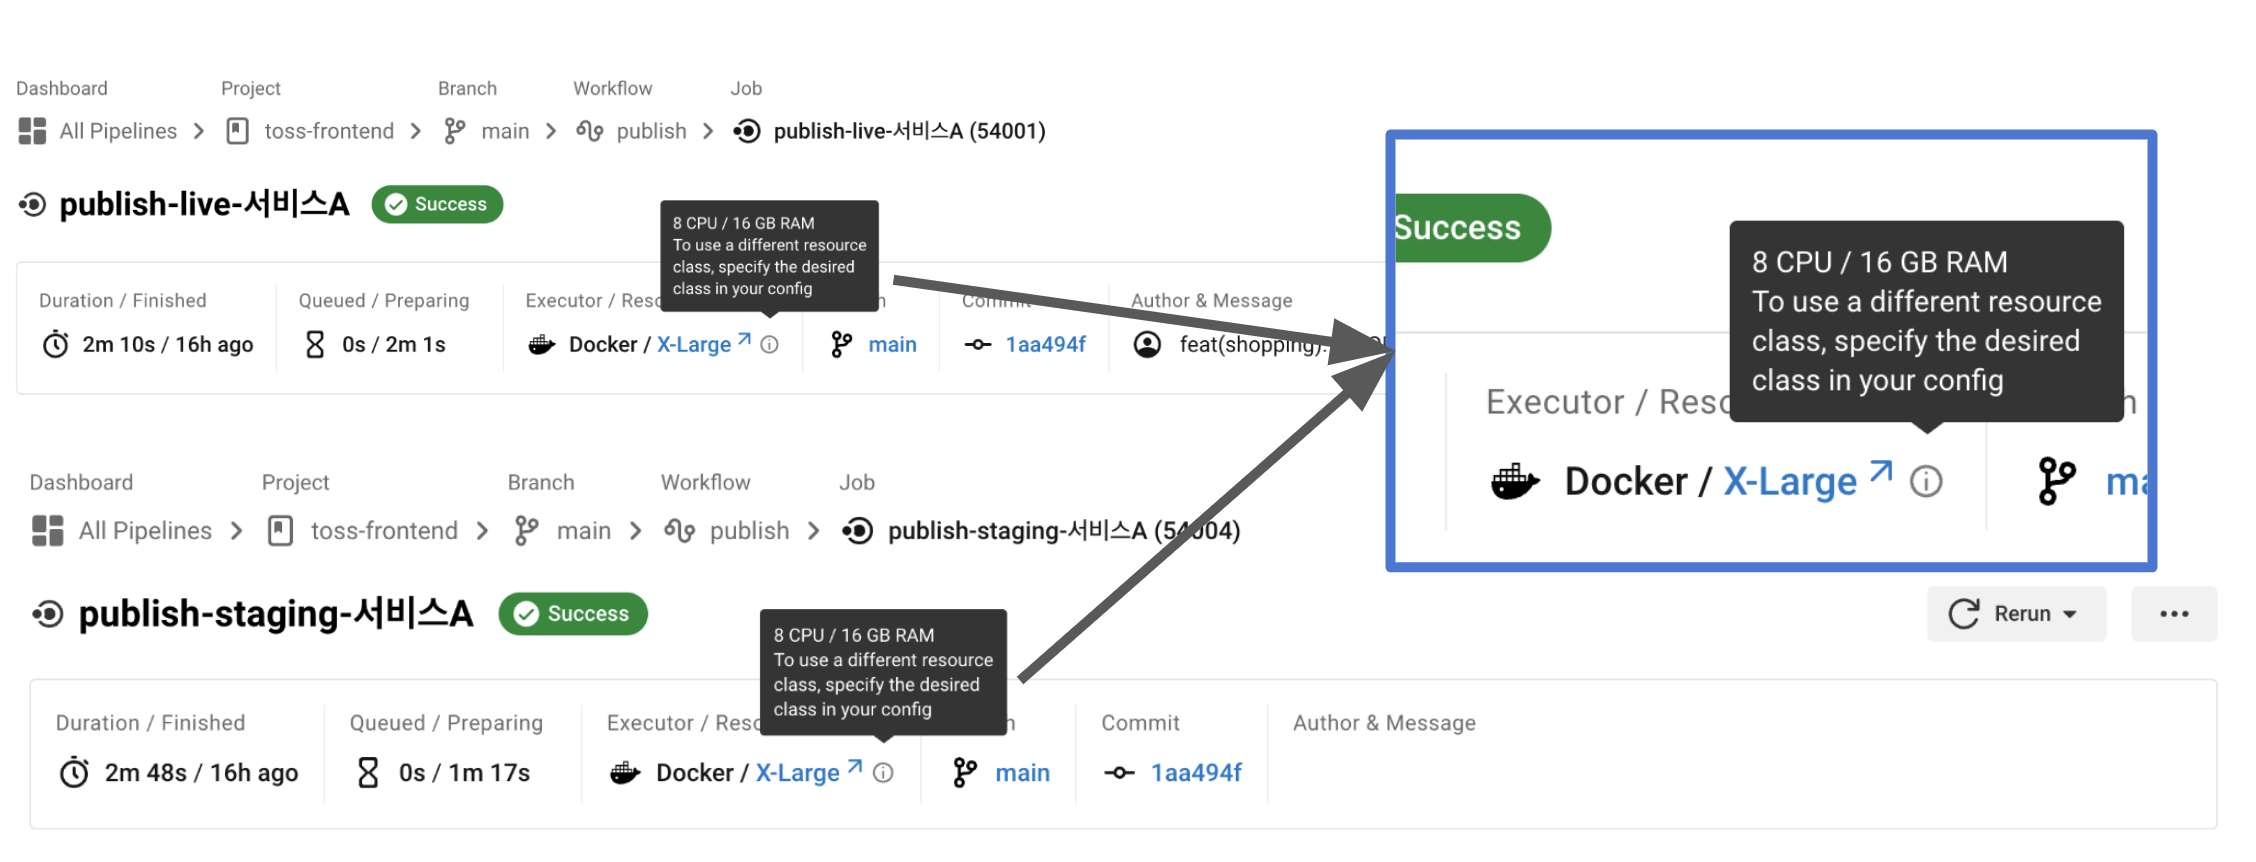 Dashboard Project Branch Workflow Job
All Pipelines toss-frontend main publish publish-live-서비스A (54001)
publish-live-서비스A Success
8 CPU / 16 GB RAM
To use a different resource
class, specify the desired
class in your config
Duration / Finished Queued / Preparing Executor / Commit Author & Message
2m 10s / 16h ago 0s / 2m 1s Docker / X-Large main 1aa494f feat(shopping):
Success
8 CPU / 16 GB RAM
To use a different resource
class, specify the desired
class in your config
Executor /
Docker / X-Large
Dashboard Project Branch Workflow Job
All Pipelines toss-frontend main publish publish-staging-서비스A (54004)
publish-staging-서비스A Success
Rerun
8 CPU / 16 GB RAM
To use a different resource
class, specify the desired
class in your config
Duration / Finished Queued / Preparing Executor / Commit Author & Message
2m 48s / 16h ago 0s / 1m 17s Docker / X-Large main 1aa494f